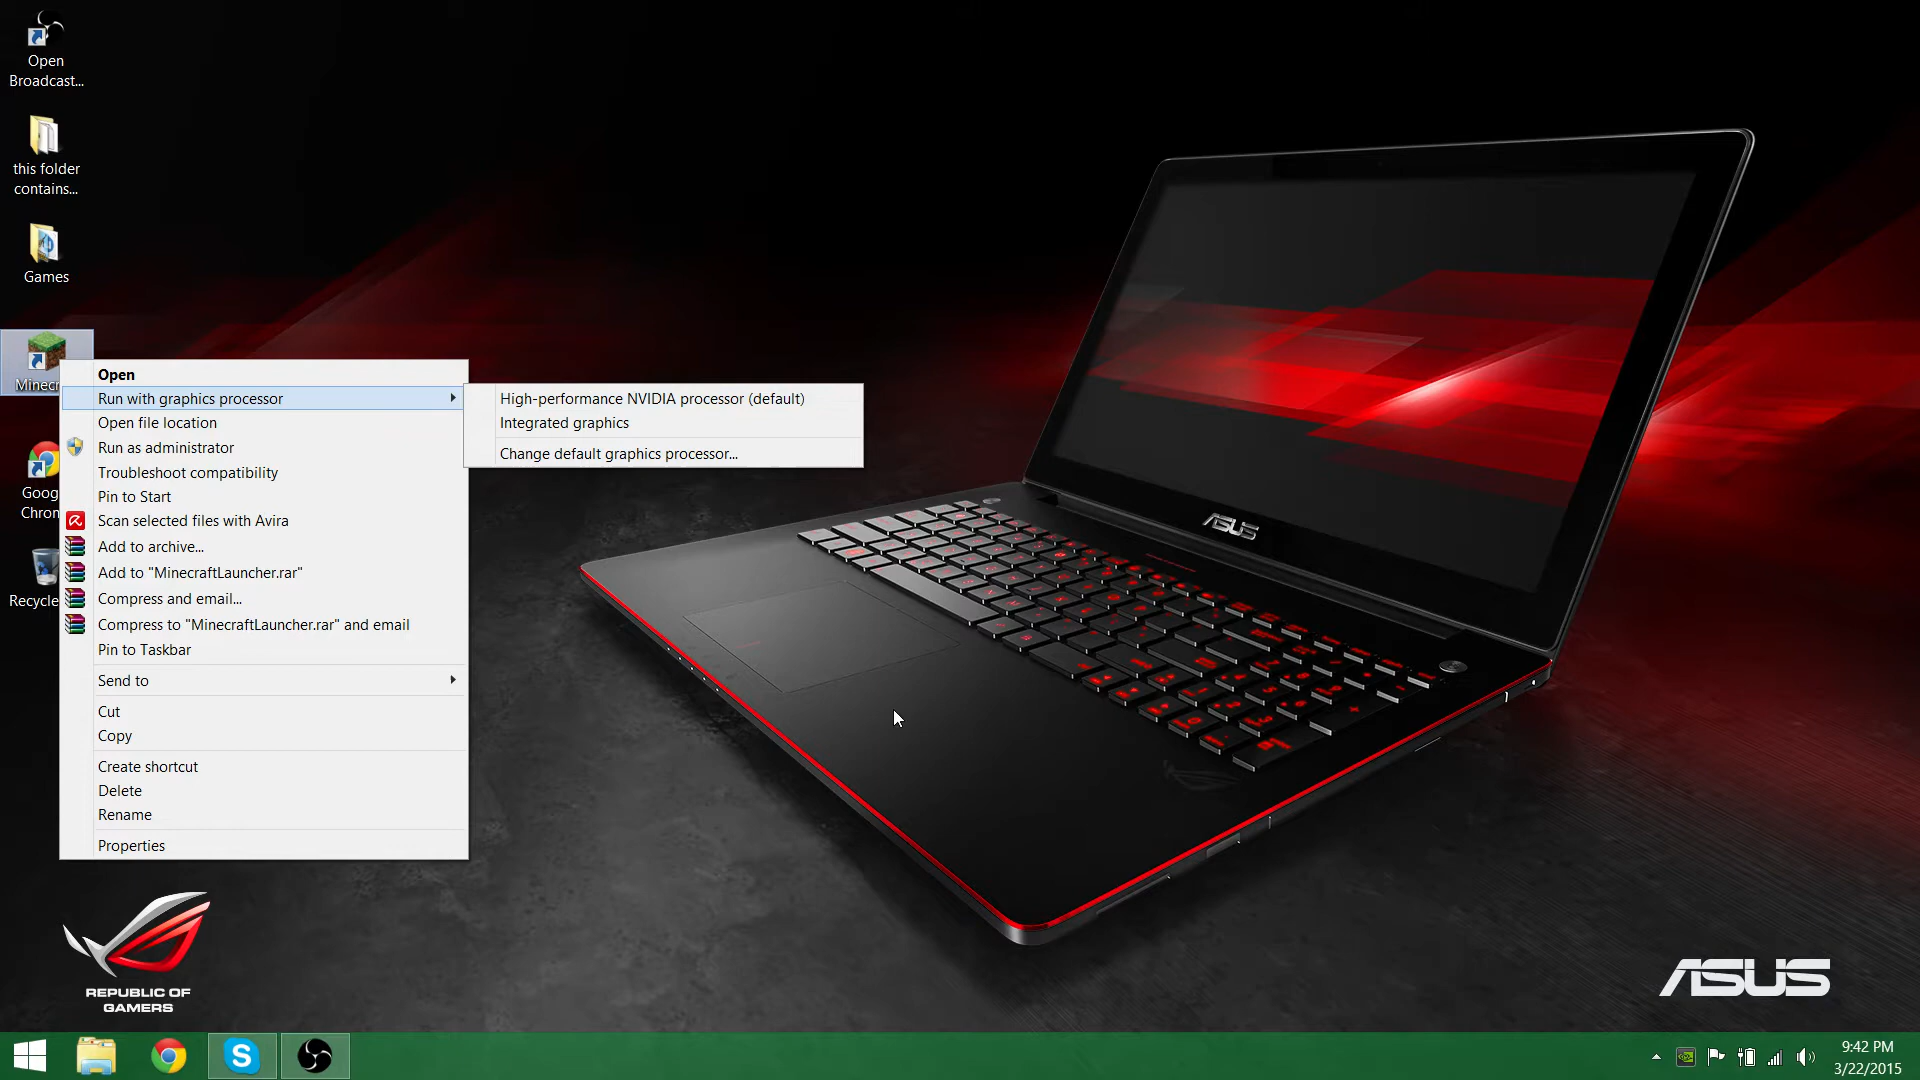 Open
Broadcast...
this folder
contains...
Games
Minecr
Goog
Chron
Recycle
Open
Run with graphics processor
Open file location
Run as administrator
Troubleshoot compatibility
Pin to Start
Scan selected files with Avira
Add to archive...
Add to "MinecraftLauncher.rar"
Compress and email...
Compress to "MinecraftLauncher.rar" and email
Pin to Taskbar
Send to
Cut
Copy
Create shortcut
Delete
Rename
Properties
High-performance NVIDIA processor (default)
Integrated graphics
Change default graphics processor...
ASUS
REPUBLIC OF
GAMERS
ASUS
9:42 PM
3/22/2015